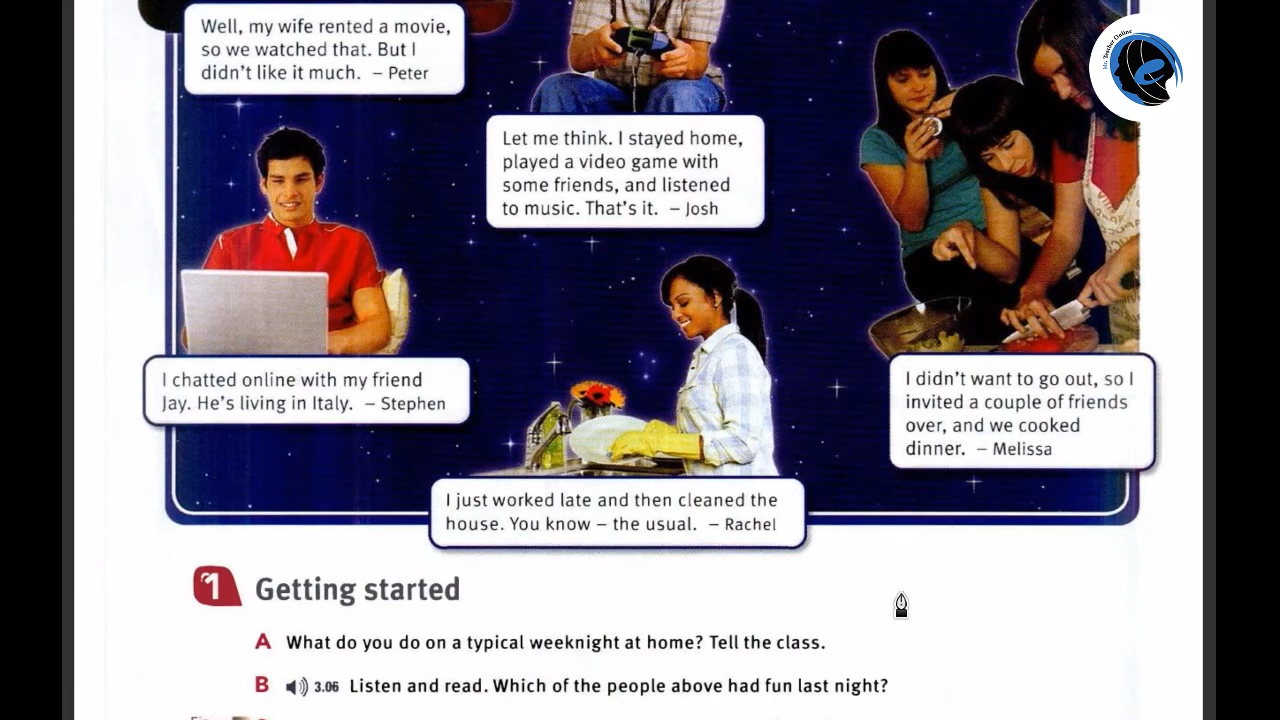 Well, my wife rented a movie,
so we watched that. But I
didn't like it much. – Peter
Let me think. I stayed home,
played a video game with
some friends, and listened
to music. That's it. – Josh
I chatted online with my friend
Jay. He's living in Italy. – Stephen
I didn't want to go out, so I
invited a couple of friends
over, and we cooked
dinner. – Melissa
I just worked late and then cleaned the
house. You know – the usual. – Rachel
1 Getting started
A What do you do on a typical weeknight at home? Tell the class.
B 3.06 Listen and read. Which of the people above had fun last night?
Mr. Teacher Online